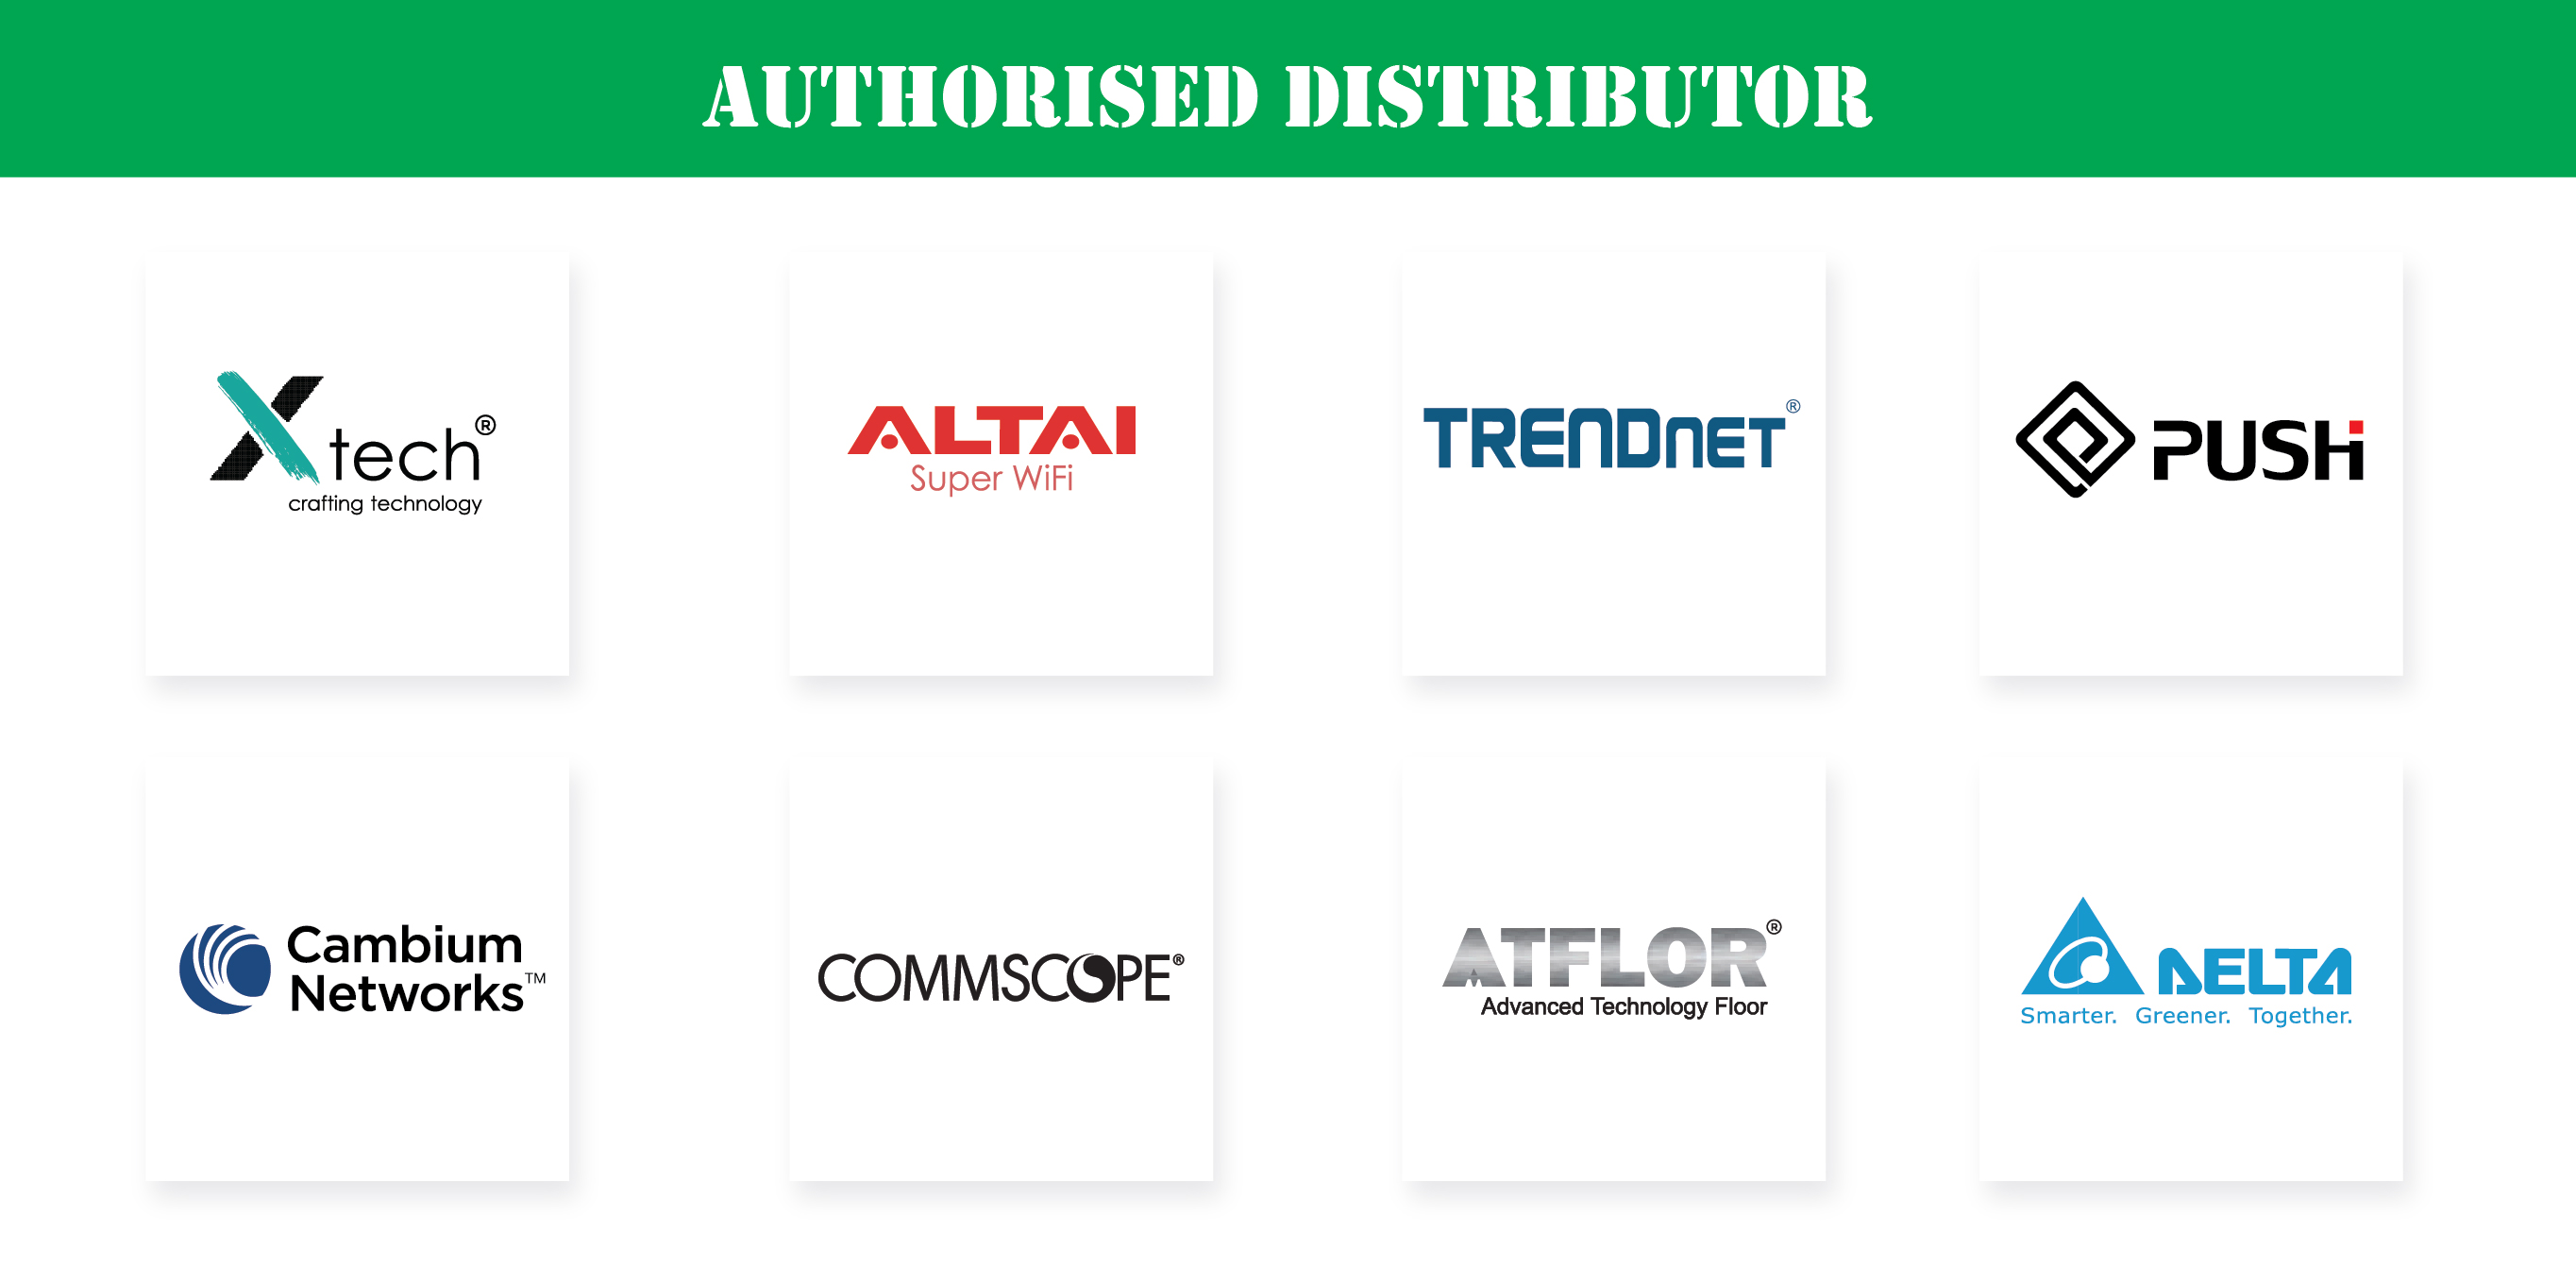 AUTHORISED DISTRIBUTOR
Xtech®
crafting technology
ALTAI
Super WiFi
TRENDNET®
PUSH
Cambium
Networks™
COMMSCOPE®
ATFLOR®
Advanced Technology Floor
DELTA
Smarter. Greener. Together.